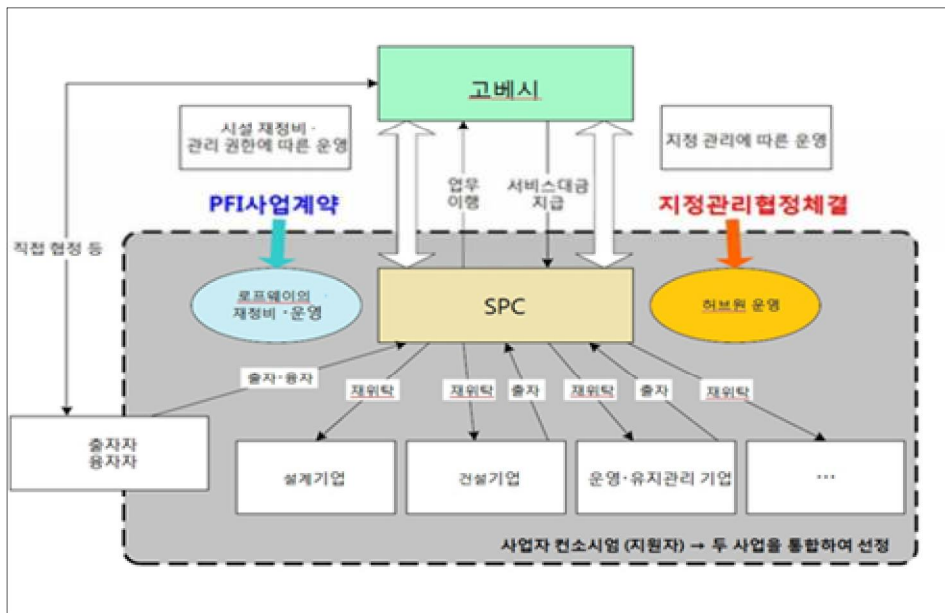 고베시
시설 재정비 ·
관리 권한에 따른 운영
지정 관리에 따른 운영
업무
이행
서비스대금
지급
PFI사업계약
지정관리협정체결
직접 협정 등
로프웨이의
재정비 · 운영
SPC
허브원 운영
출자·융자
재위탁
재위탁
출자
재위탁
출자
재위탁
출자자
융자자
설계기업
건설기업
운영·유지관리 기업
…
사업자 컨소시엄 (지원자) → 두 사업을 통합하여 선정